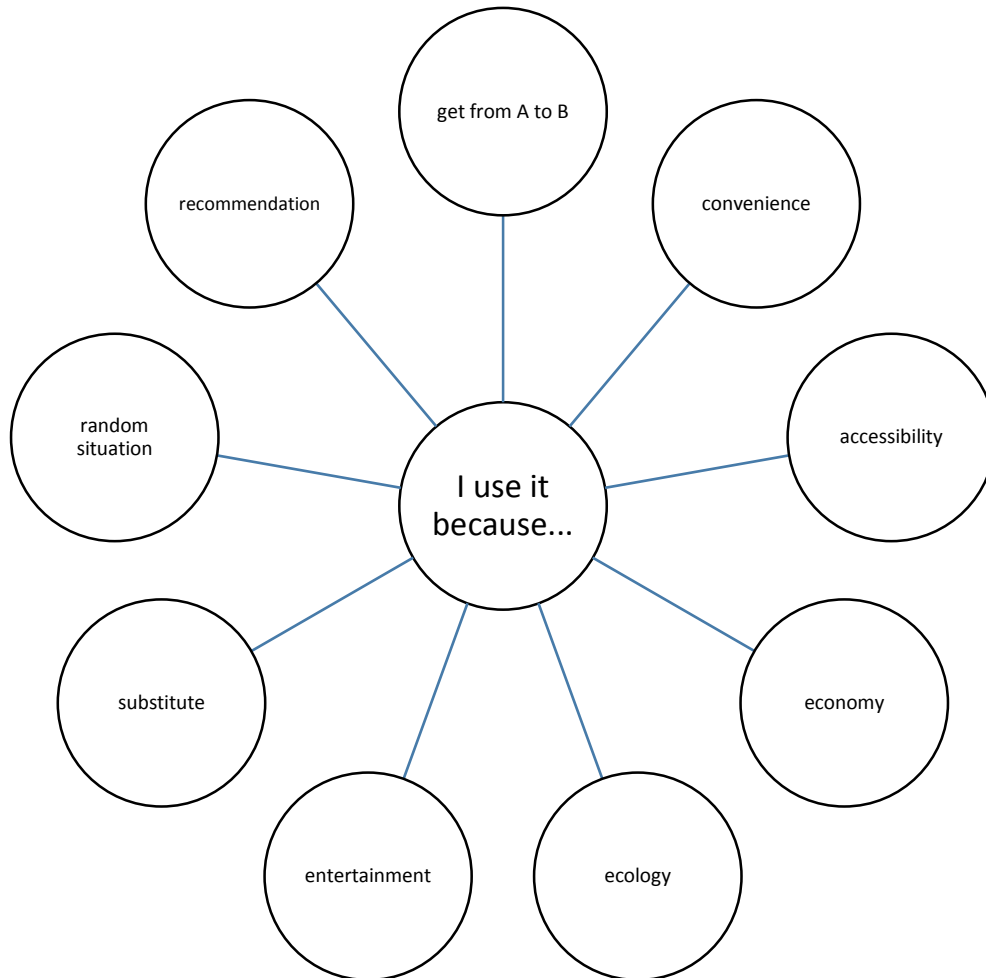 get from A to B
recommendation
convenience
random
situation
accessibility
I use it
because...
substitute
economy
entertainment
ecology